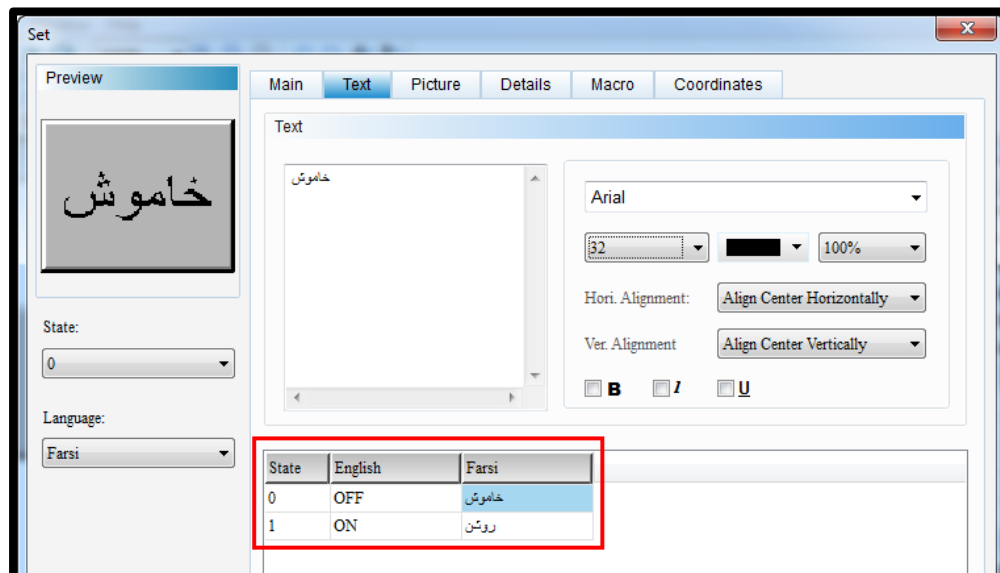 Set
Preview
Main Text Picture Details Macro Coordinates
Text
خاموش
خاموش
Arial
32 100%
Hori. Alignment: Align Center Horizontally
Ver. Alignment Align Center Vertically
B I U
State:
0
Language:
Farsi
State English Farsi
0 OFF خاموش
1 ON روشن